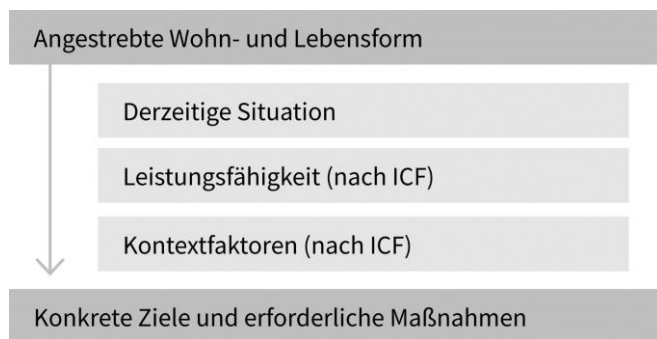 Angestrebte Wohn- und Lebensform
Derzeitige Situation
Leistungsfähigkeit (nach ICF)
Kontextfaktoren (nach ICF)
Konkrete Ziele und erforderliche Maßnahmen